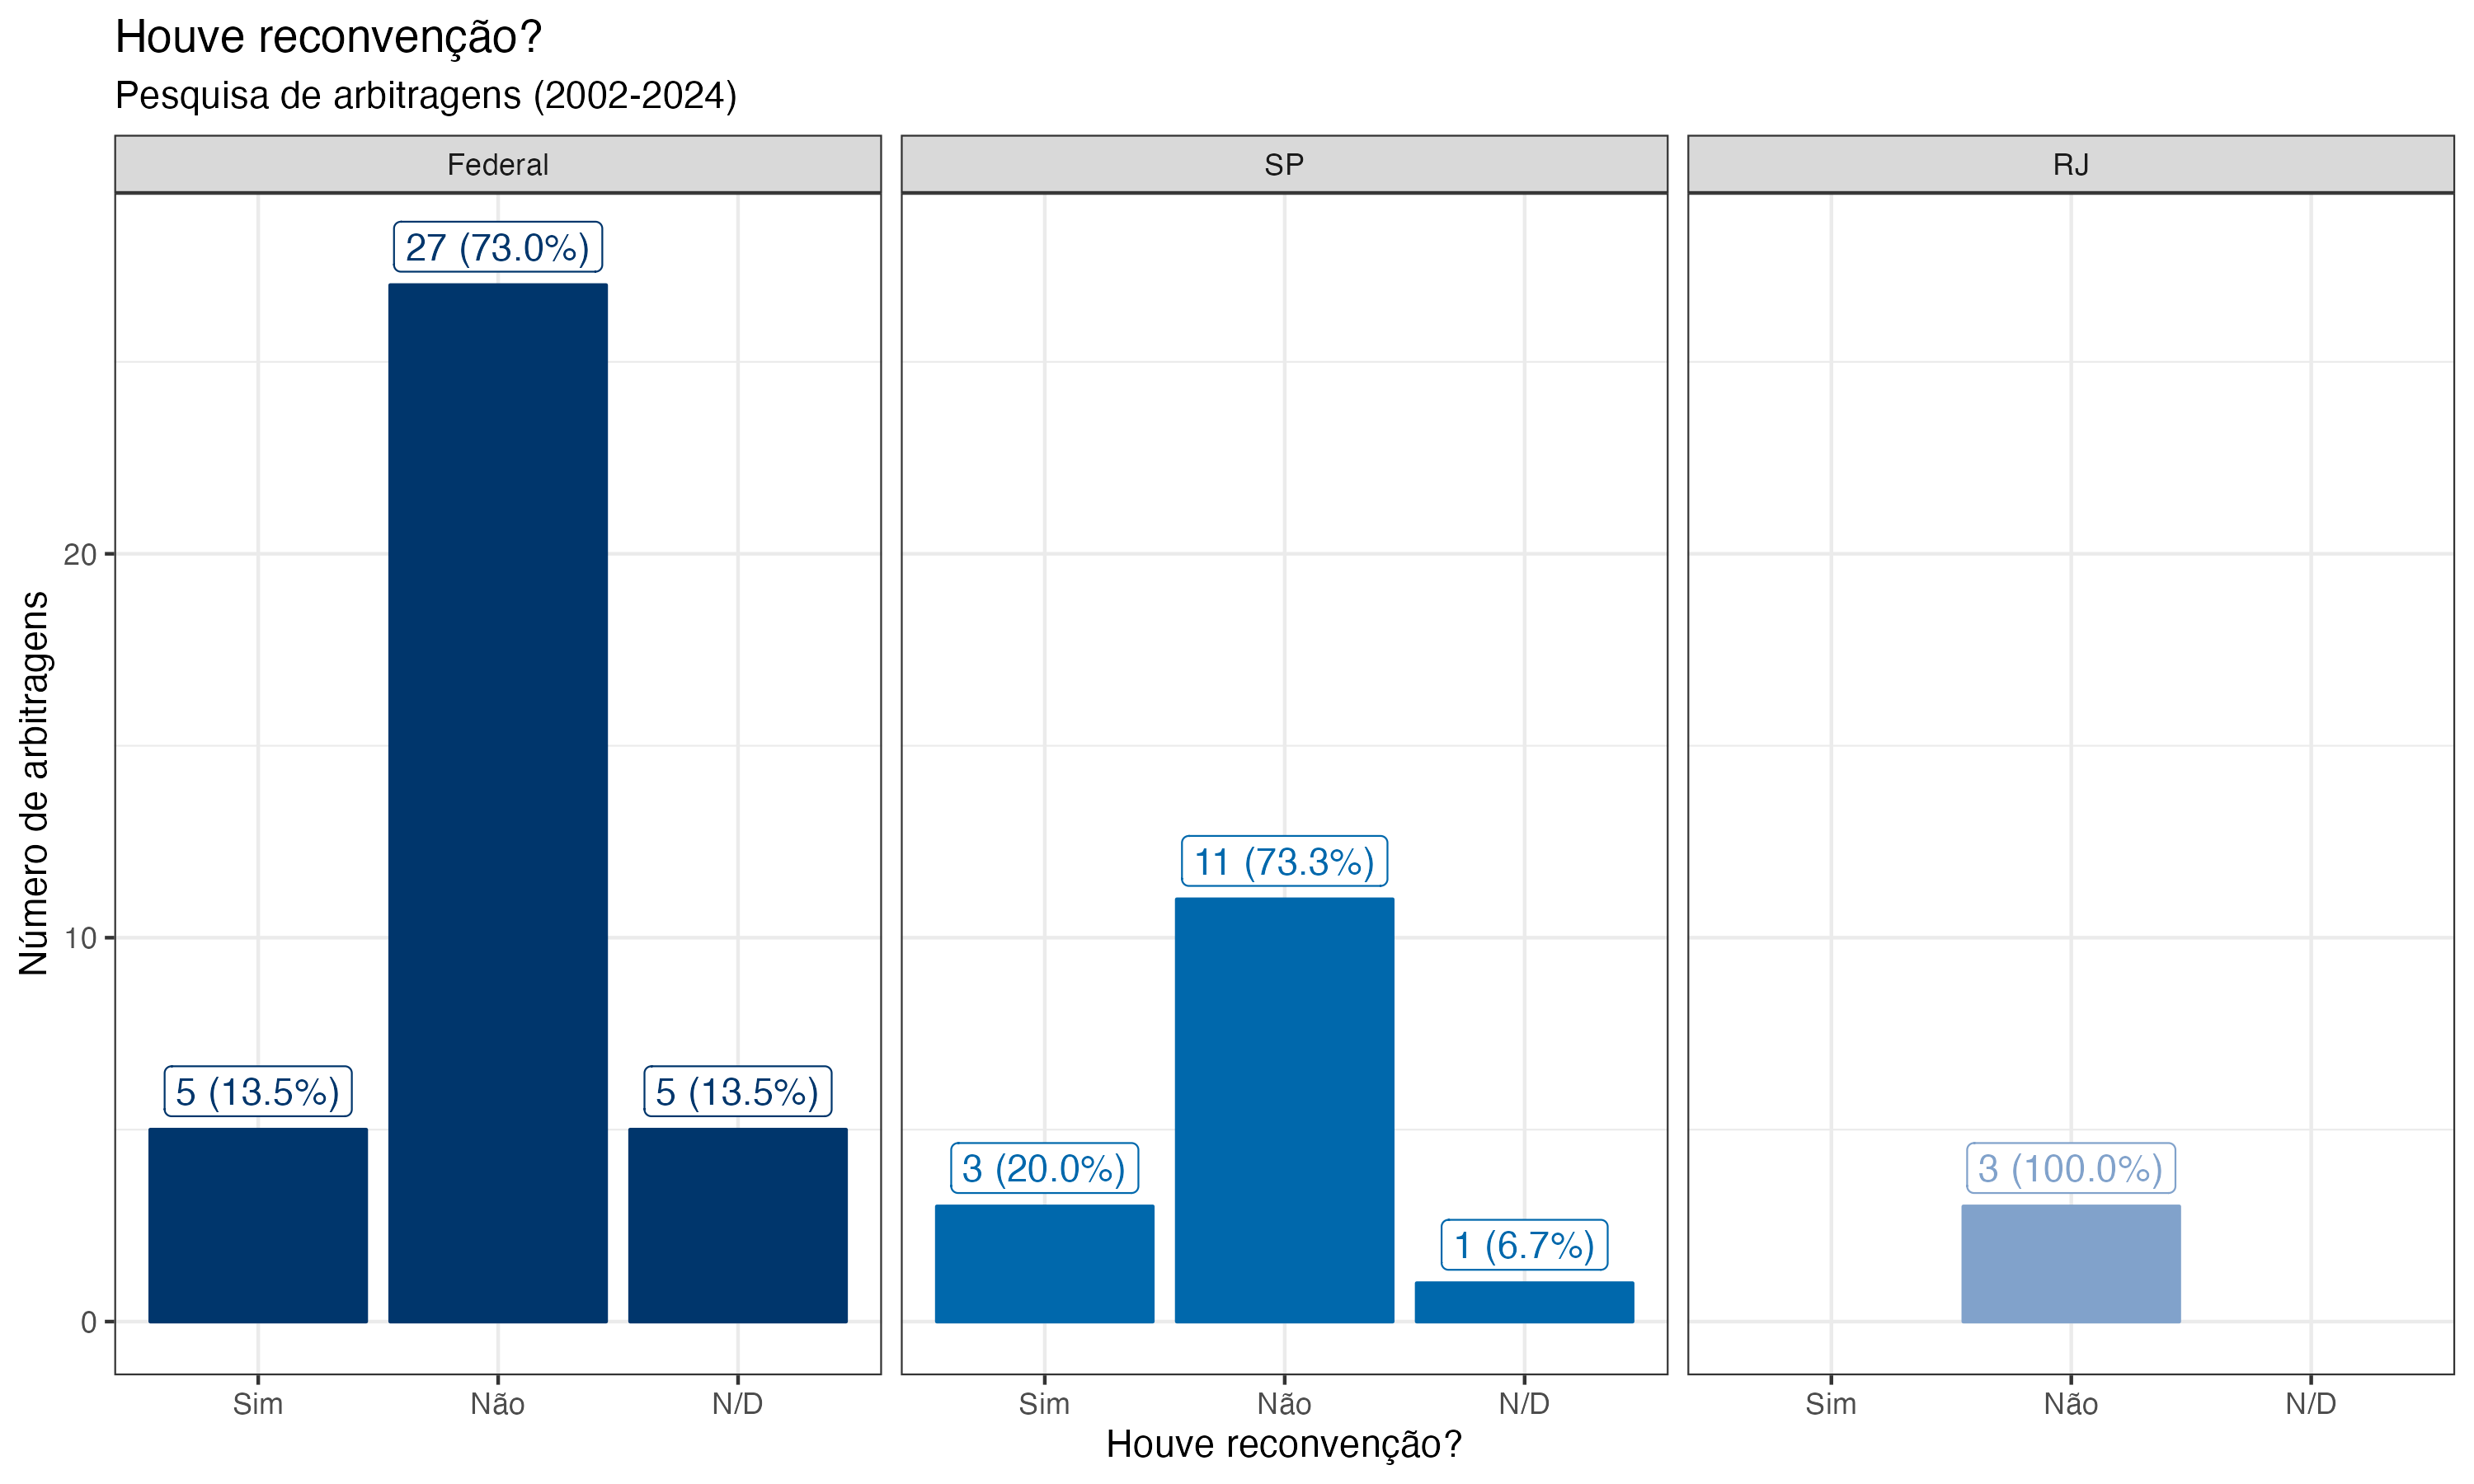 Houve reconvenção?
Pesquisa de arbitragens (2002-2024)
Federal
SP
RJ
Número de arbitragens
20
10
0
27 (73.0%)
5 (13.5%)
5 (13.5%)
11 (73.3%)
3 (20.0%)
1 (6.7%)
3 (100.0%)
Sim
Não
N/D
Sim
Não
N/D
Sim
Não
N/D
Houve reconvenção?